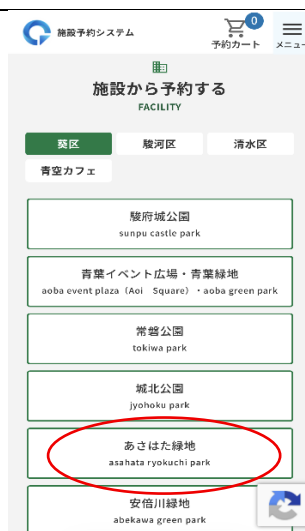 施設予約システム
0
予約カート
メニュー
施設から予約する
FACILITY
葵区
駿河区
清水区
青空カフェ
駿府城公園
sunpu castle park
青葉イベント広場・青葉緑地
aoba event plaza（Aoi　Square）・aoba green park
常磐公園
tokiwa park
城北公園
jyohoku park
あさはた緑地
asahata ryokuchi park
安倍川緑地
abekawa green park